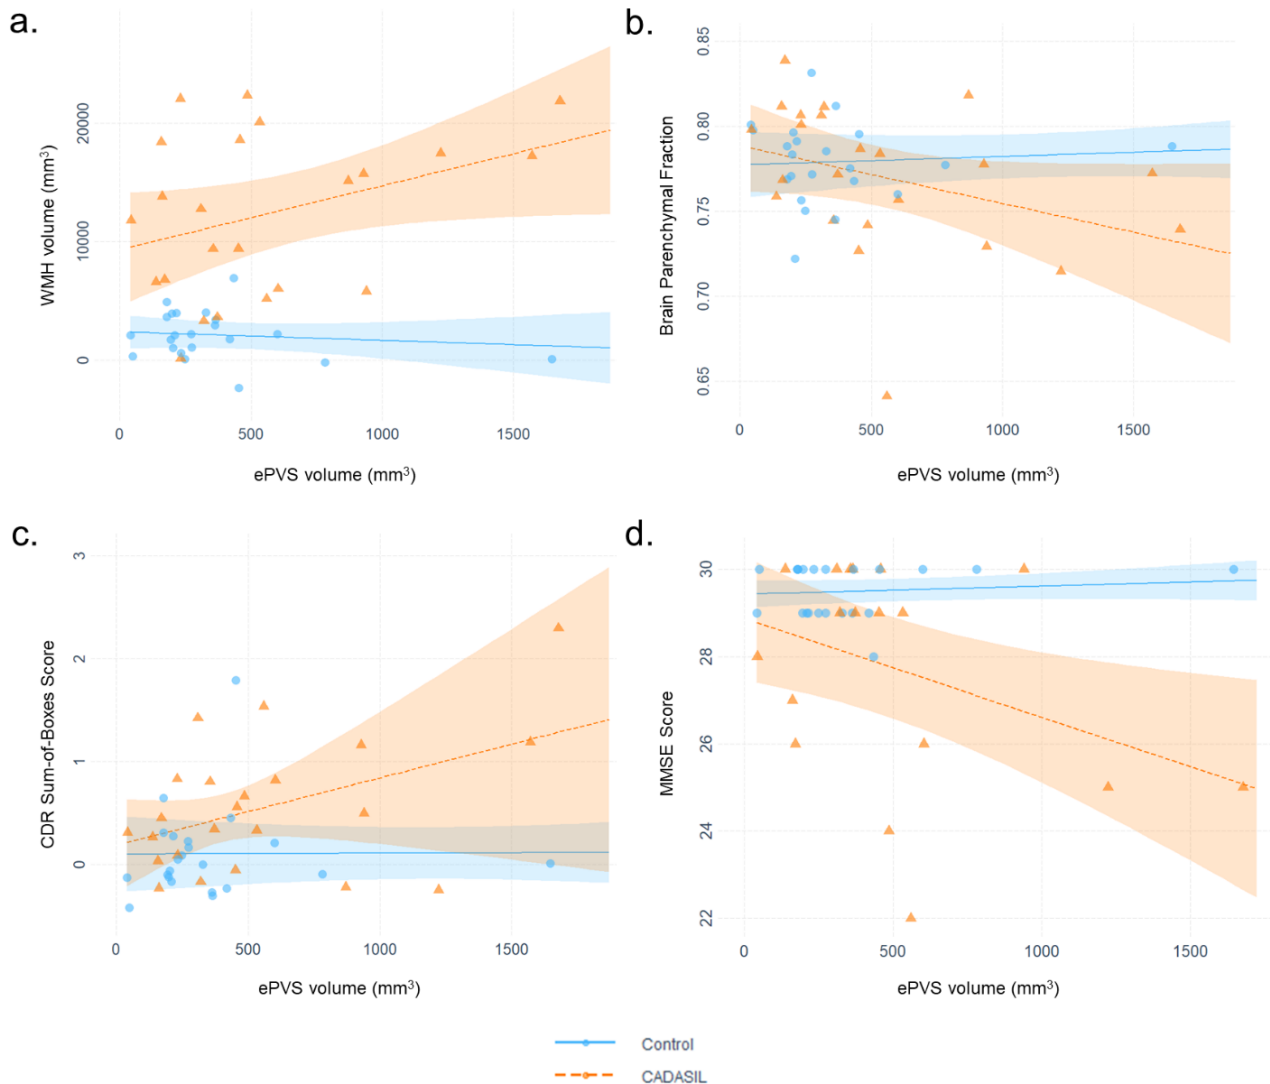 a.
WMH volume (mm³)
20000
10000
0
0 500 1000 1500
ePVS volume (mm³)
b.
Brain Parenchymal Fraction
0.85
0.80
0.75
0.70
0.65
0 500 1000 1500
ePVS volume (mm³)
c.
CDR Sum-of-Boxes Score
3
2
1
0
0 500 1000 1500
ePVS volume (mm³)
d.
MMSE Score
30
28
26
24
22
0 500 1000 1500
ePVS volume (mm³)
Control
CADASIL